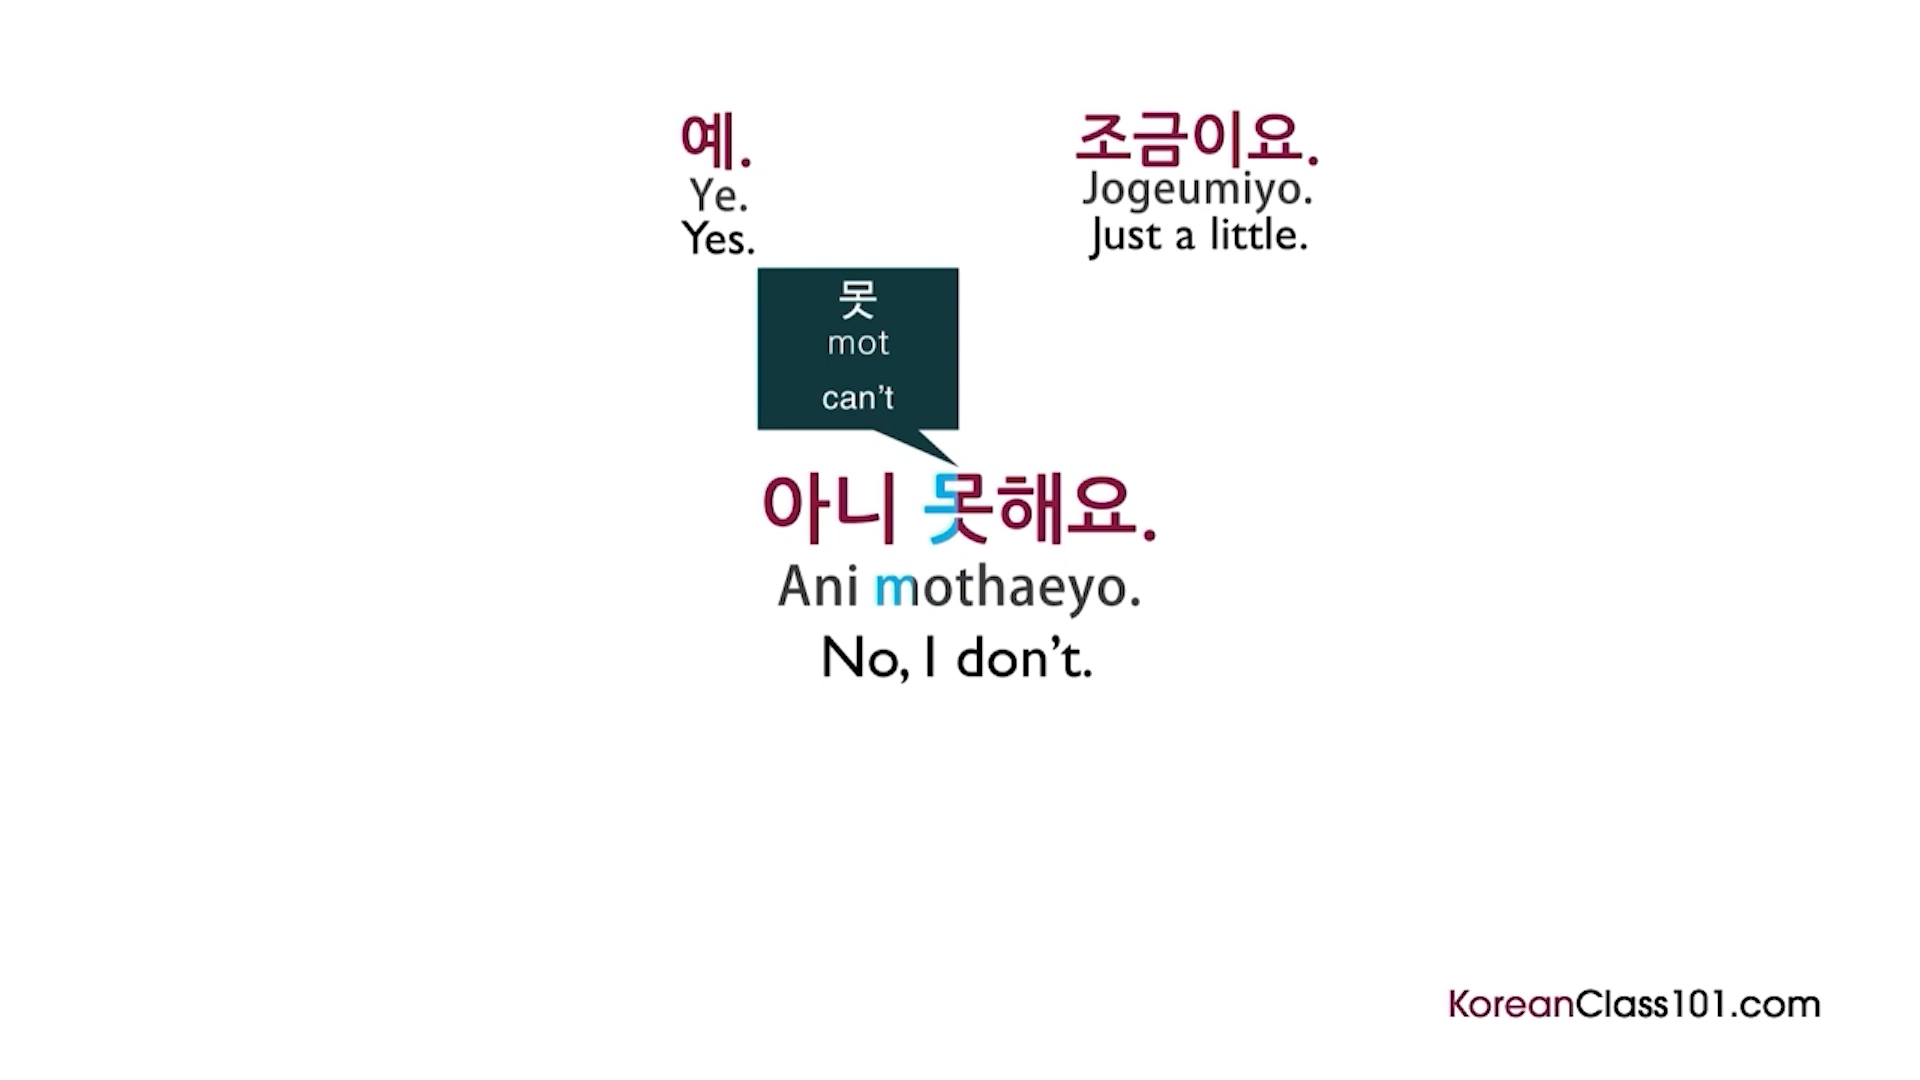 예.
Ye.
Yes.
조금이요.
Jogeumiyo.
Just a little.
못
mot
can't
아니 못해요.
Ani mothaeyo.
No, I don't.
KoreanClass101.com